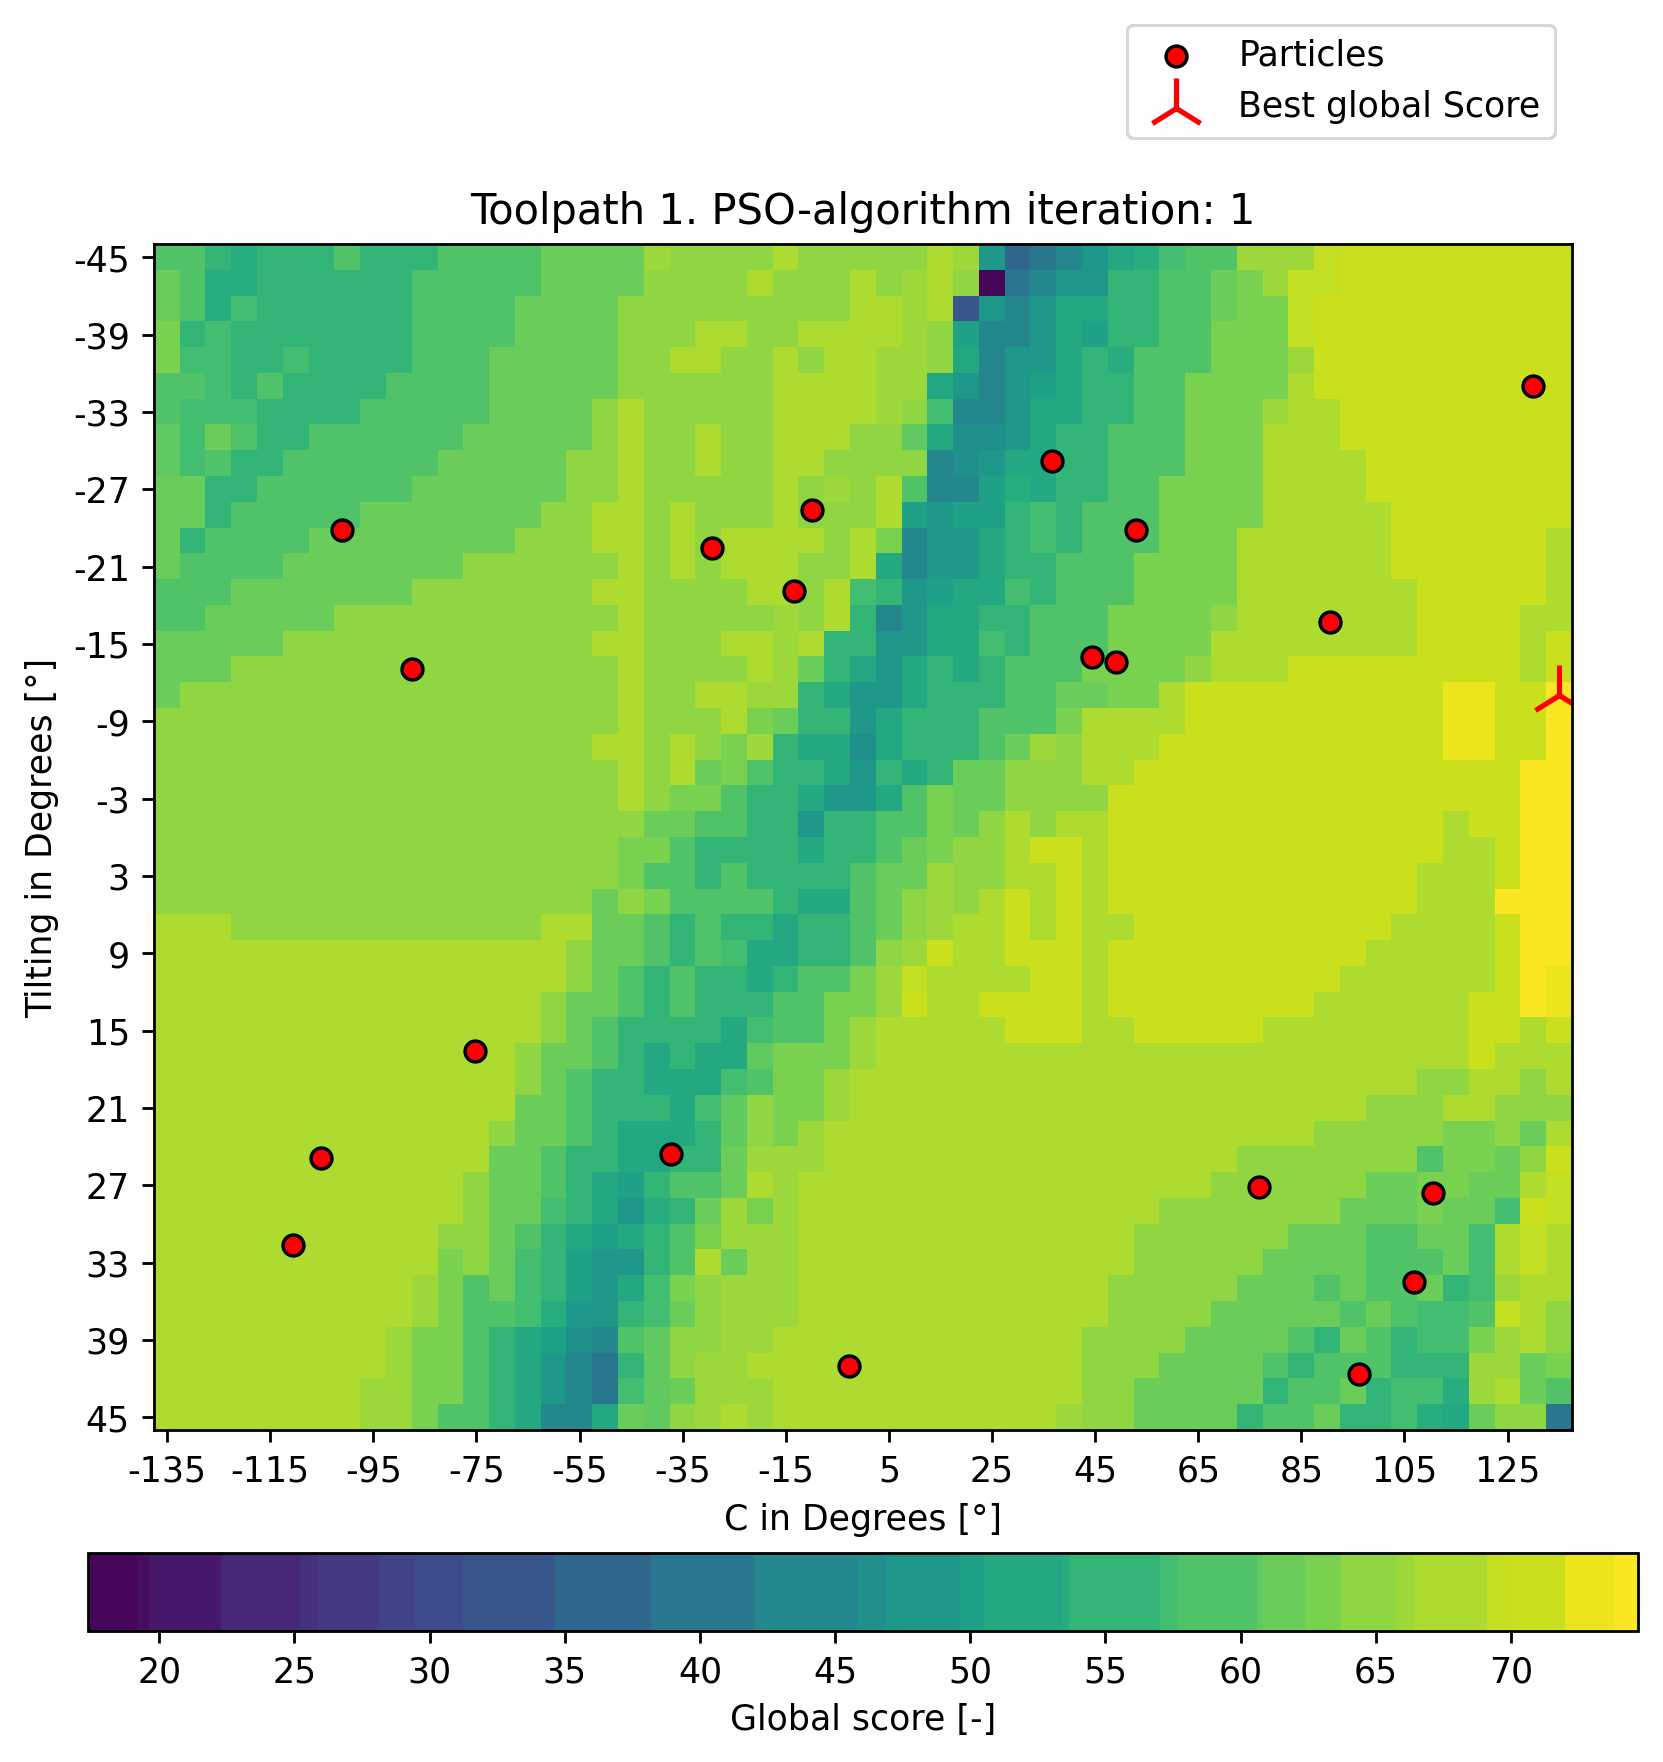 Particles
Best global Score
Toolpath 1. PSO-algorithm iteration: 1
Tilting in Degrees [°]
-45
-39
-33
-27
-21
-15
-9
-3
3
9
15
21
27
33
39
45
-135 -115 -95 -75 -55 -35 -15 5 25 45 65 85 105 125
C in Degrees [°]
20 25 30 35 40 45 50 55 60 65 70
Global score [-]